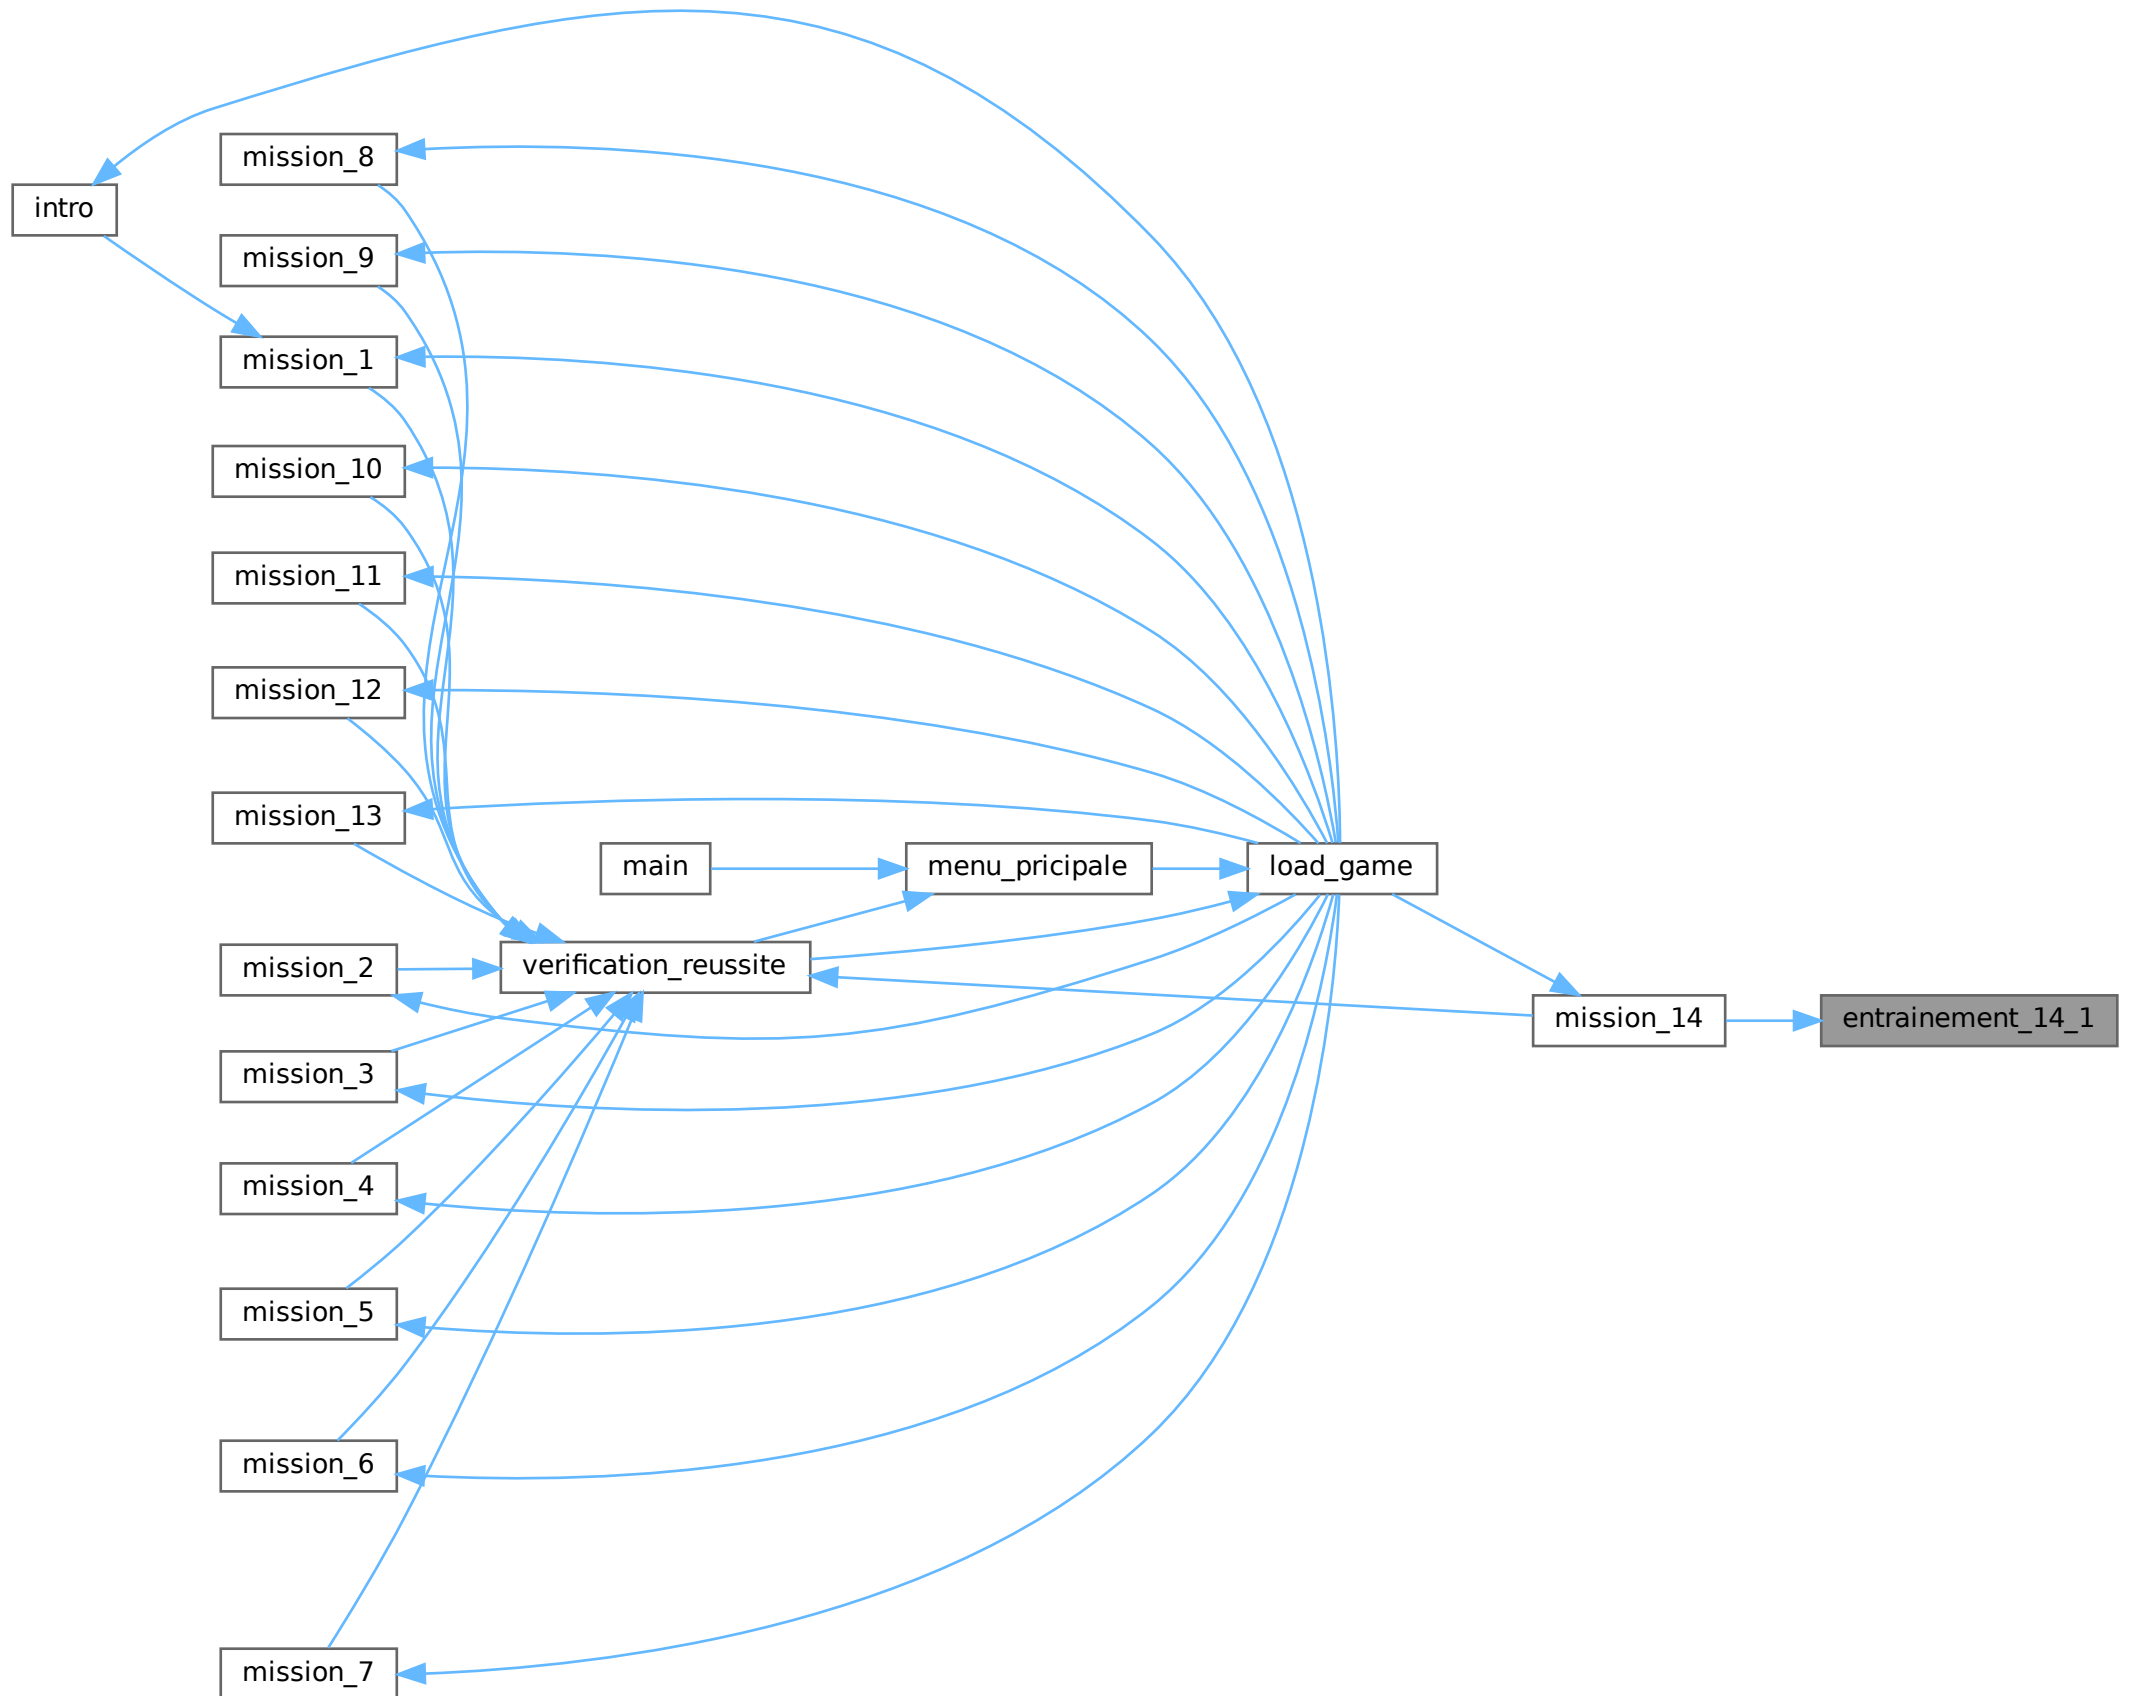 mission_8
intro
mission_9
mission_1
mission_10
mission_11
mission_12
mission_13
main
menu_pricipale
load_game
mission_2
verification_reussite
mission_14
entrainement_14_1
mission_3
mission_4
mission_5
mission_6
mission_7